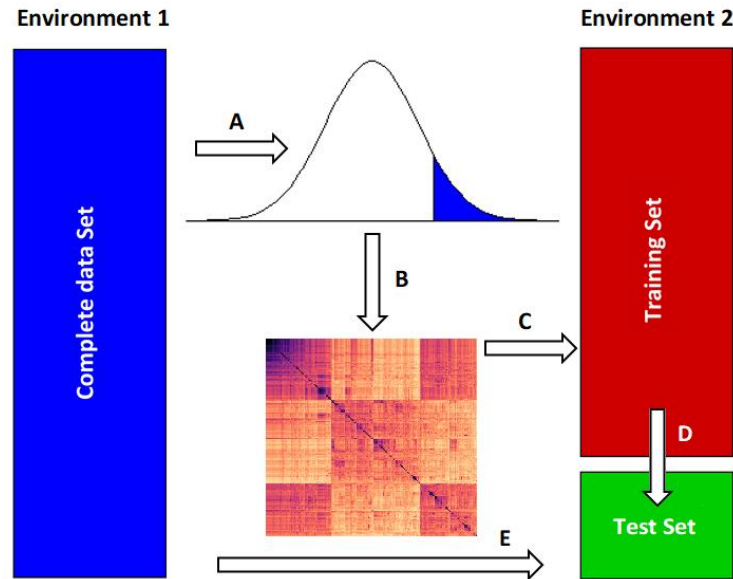 Environment 1
Environment 2
A
Complete data Set
Training Set
B
C
D
E
Test Set